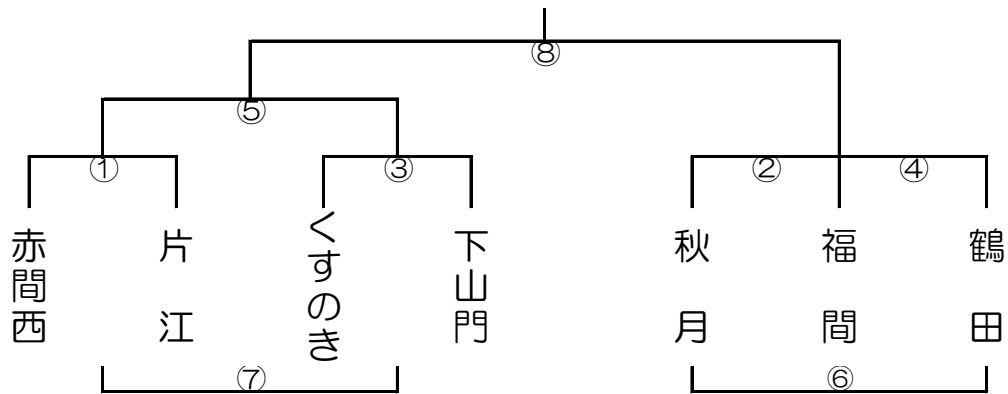 ⑧
⑤
① ③ ② ④
赤間西
片江
くすのき
下山門
秋月
福間
鶴田
⑦ ⑥